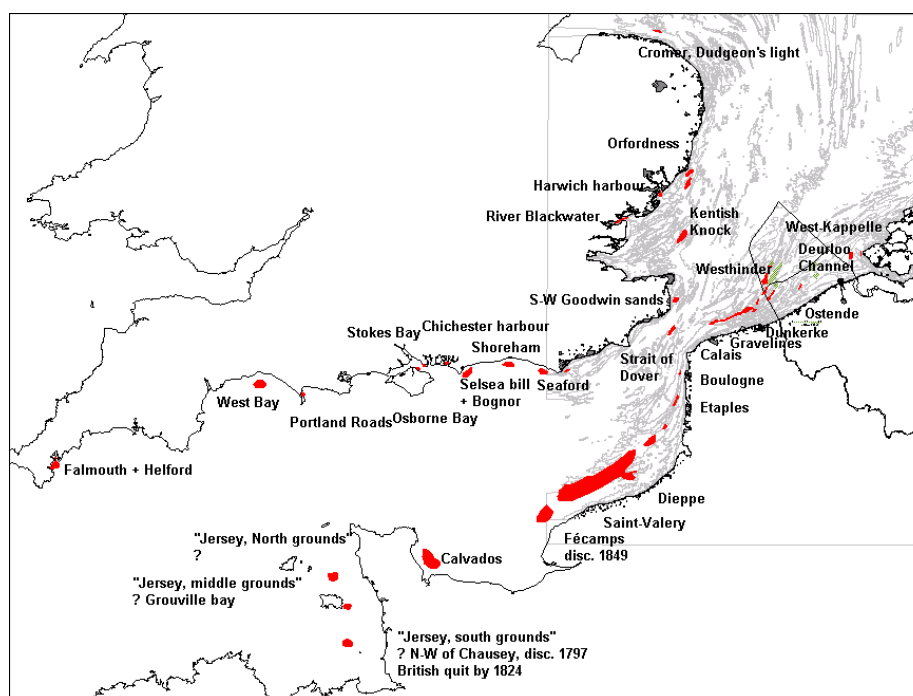 Cromer, Dudgeon's light
Orfordness
Harwich harbour
River Blackwater
Kentish
Knock
West-Kappelle
Deurloo
Channel
Westhinder
S-W Goodwin sands
Ostende
Dunkerke
Gravelines
Stokes Bay
Chichester harbour
Shoreham
Strait of
Dover
Calais
Selsea bill
+ Bognor
Seaford
Boulogne
West Bay
Portland Roads
Osborne Bay
Etaples
Falmouth + Helford
Dieppe
Saint-Valery
Fécamps
disc. 1849
"Jersey, North grounds"
?
Calvados
"Jersey, middle grounds"
? Grouville bay
"Jersey, south grounds"
? N-W of Chausey, disc. 1797
British quit by 1824